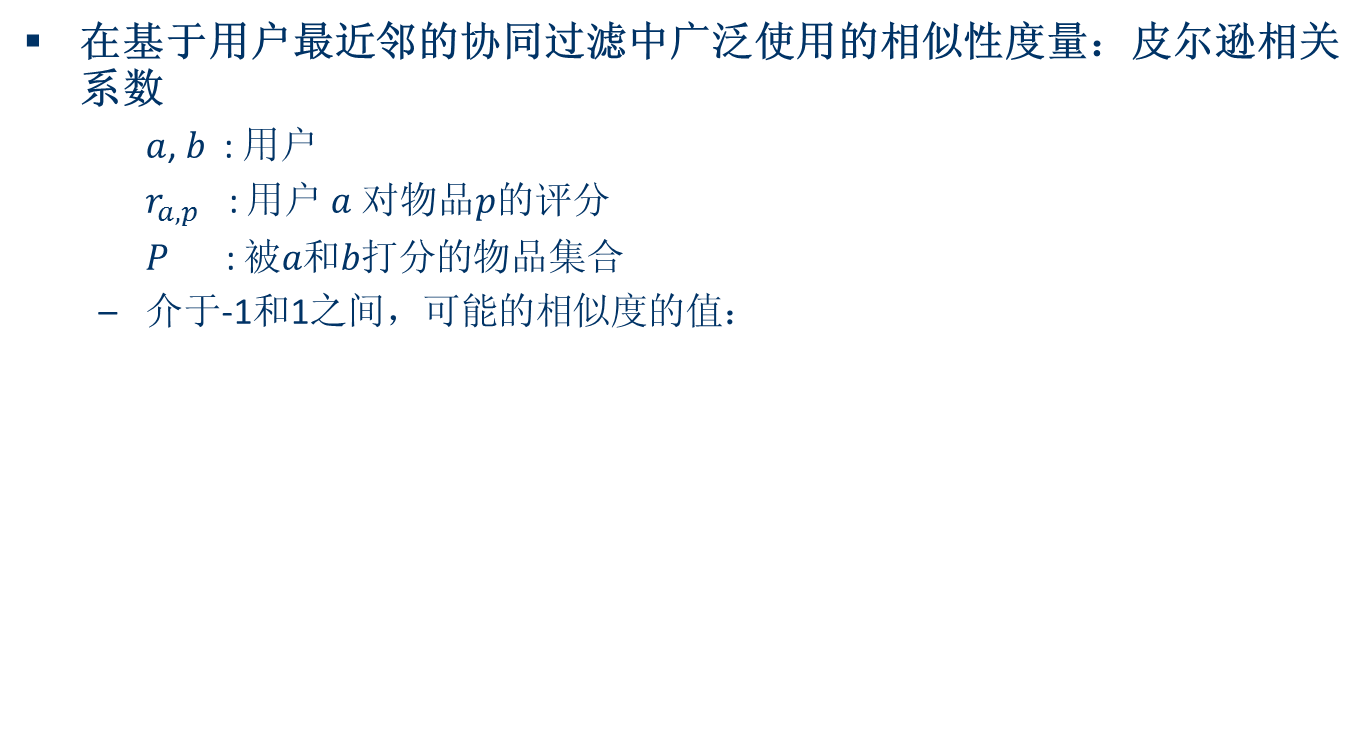 ▪ 在基于用户最近邻的协同过滤中广泛使用的相似性度量：皮尔逊相关
系数
a, b : 用户
r_{a,p} : 用户 a 对物品p的评分
P : 被a和b打分的物品集合
– 介于-1和1之间，可能的相似度的值：